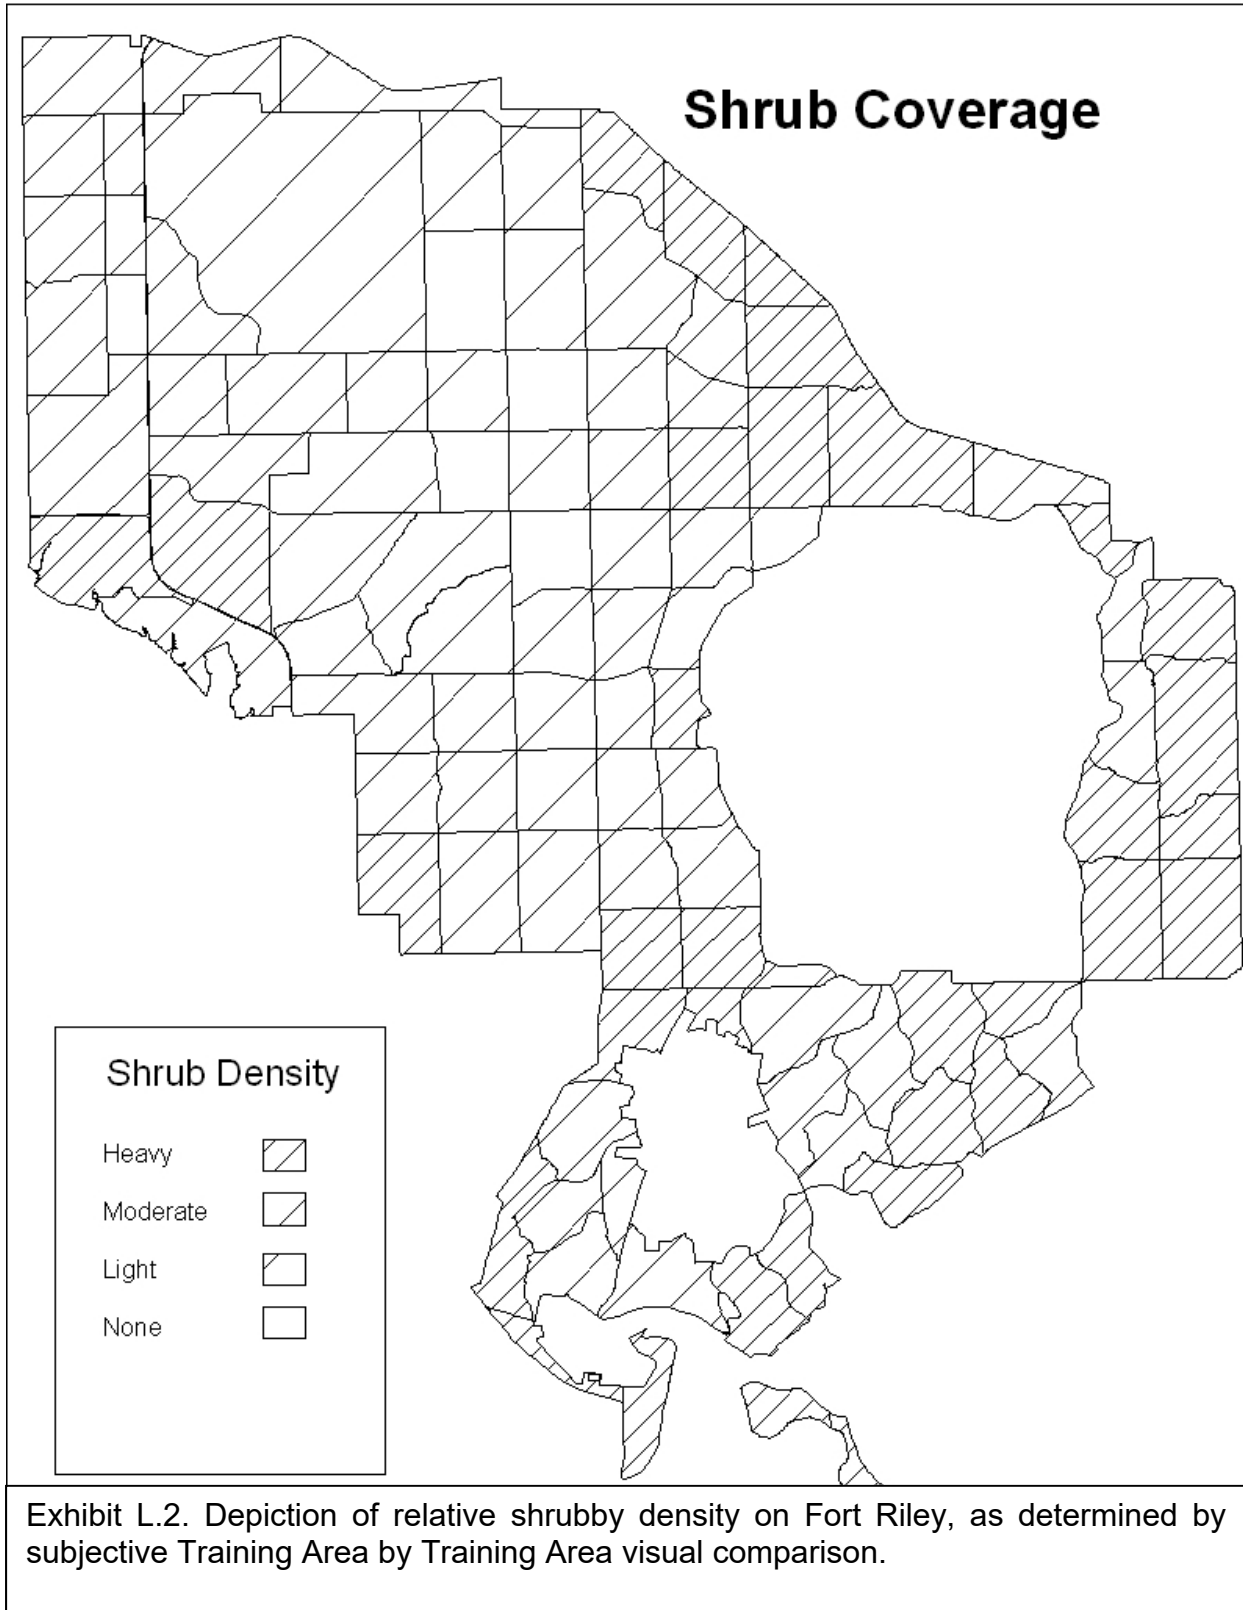 Shrub Coverage
Shrub Density
Heavy
Moderate
Light
None
Exhibit L.2. Depiction of relative shrubby density on Fort Riley, as determined by
subjective Training Area by Training Area visual comparison.